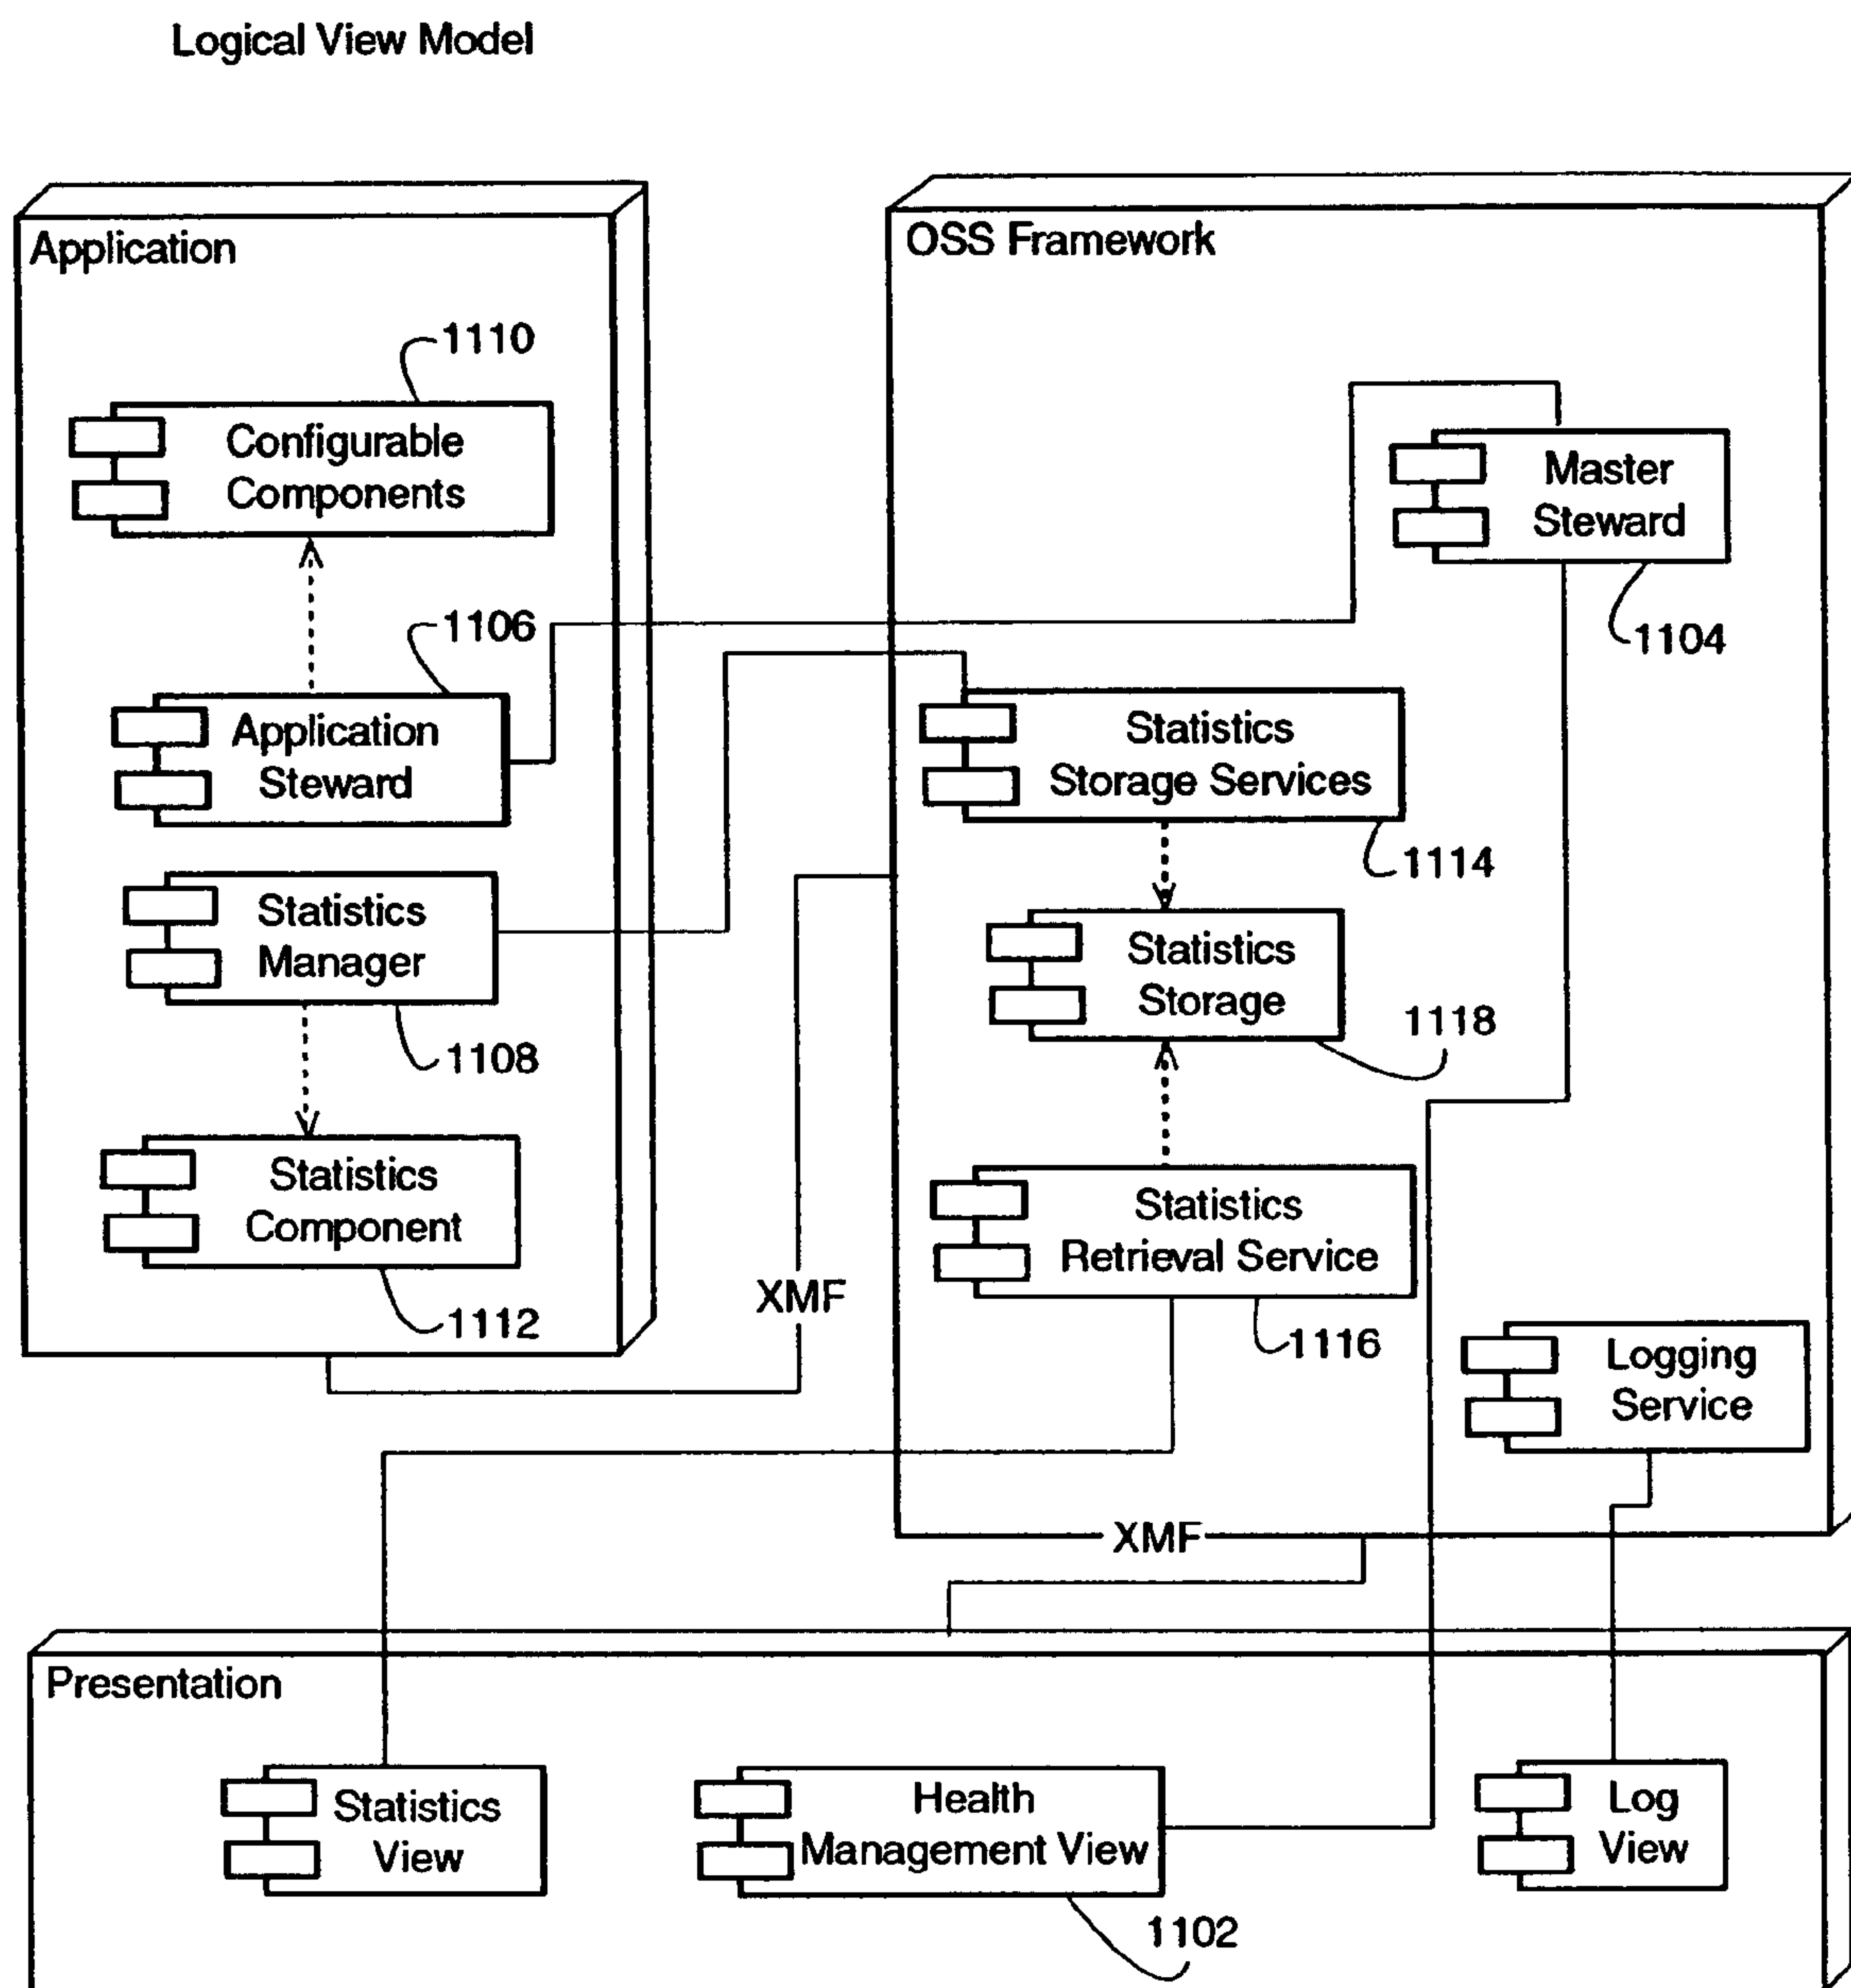 Logical View Model
Application
1110
Configurable
Components
1106
Application
Steward
Statistics
Manager
1108
Statistics
Component
1112
XMF
OSS Framework
Master
Steward
1104
Statistics
Storage Services
1114
Statistics
Storage
1118
Statistics
Retrieval Service
1116
Logging
Service
XMF
Presentation
Statistics
View
Health
Management View
1102
Log
View